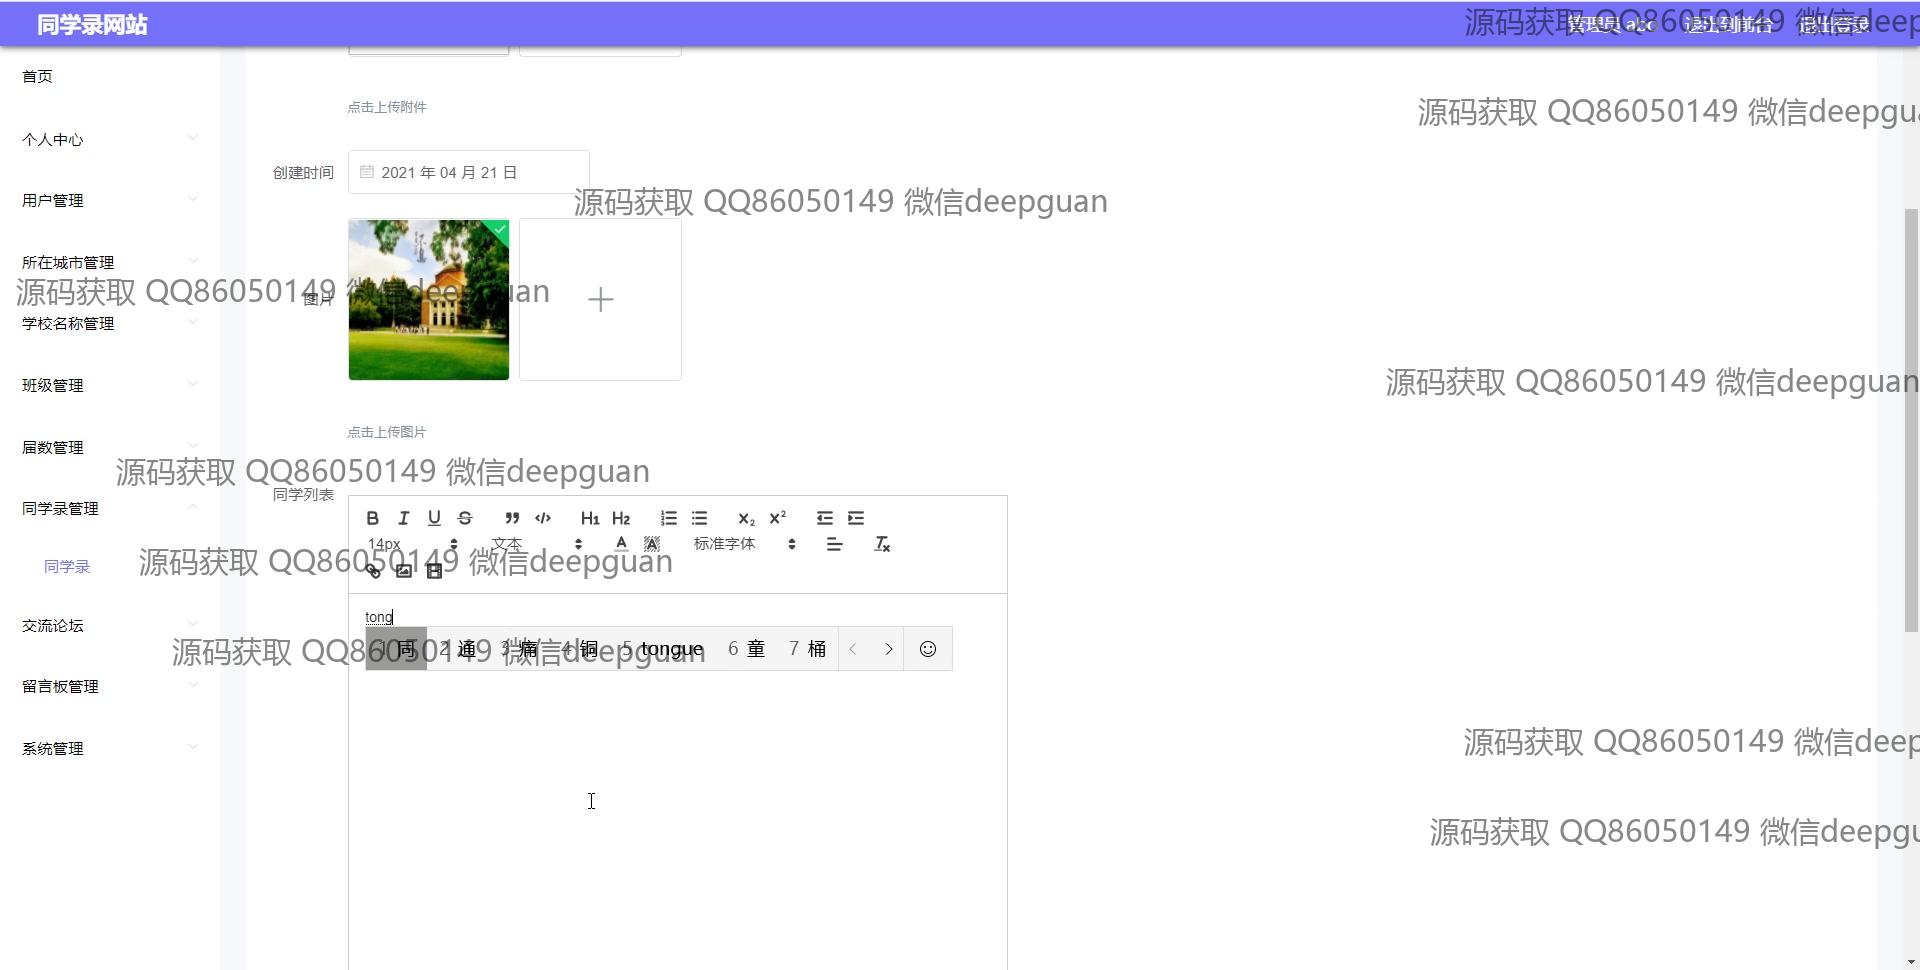 同学录网站
管理员 abc
退出到前台
退出登录
源码获取 QQ86050149 微信deep
首页
个人中心
用户管理
所在城市管理
学校名称管理
班级管理
届数管理
同学录管理
同学录
交流论坛
留言板管理
系统管理
点击上传附件
源码获取 QQ86050149 微信deepgua
创建时间
2021 年 04 月 21 日
源码获取 QQ86050149 微信deepguan
源码获取 QQ86050149 微信deepguan
图片
源码获取 QQ86050149 微信deepguan
点击上传图片
源码获取 QQ86050149 微信deepguan
同学列表
B I U S H1 H2 X2 X2
14px 文本 A A 标准字体 Tx
源码获取 QQ86050149 微信deepguan
tong
1 同 2 通 3 痛 4 铜 5 tongue 6 童 7 桶
源码获取 QQ86050149 微信deepguan
源码获取 QQ86050149 微信deep
源码获取 QQ86050149 微信deepgu